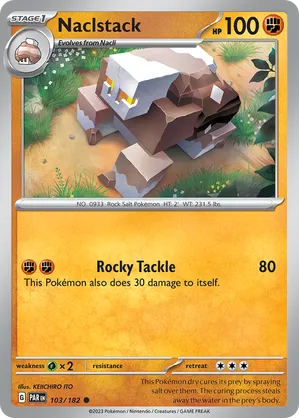 STAGE 1
Naclstack
HP 100
Evolves from Nacli
NO. 0933 Rock Salt Pokémon HT: 2' WT: 231.5 lbs.
Rocky Tackle 80
This Pokémon also does 30 damage to itself.
weakness ×2 resistance
retreat
illus. KEIICHIRO ITO
G PAR EN 103/182
This Pokémon dry cures its prey by spraying
salt over them. The curing process steals
away the water in the prey's body.
©2023 Pokémon / Nintendo / Creatures / GAME FREAK